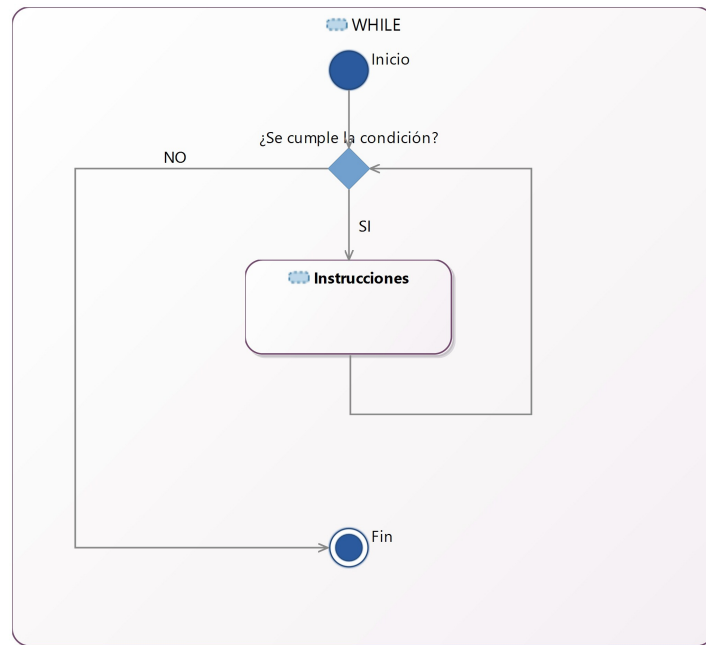 WHILE
Inicio
¿Se cumple la condición?
NO
SI
Instrucciones
Fin